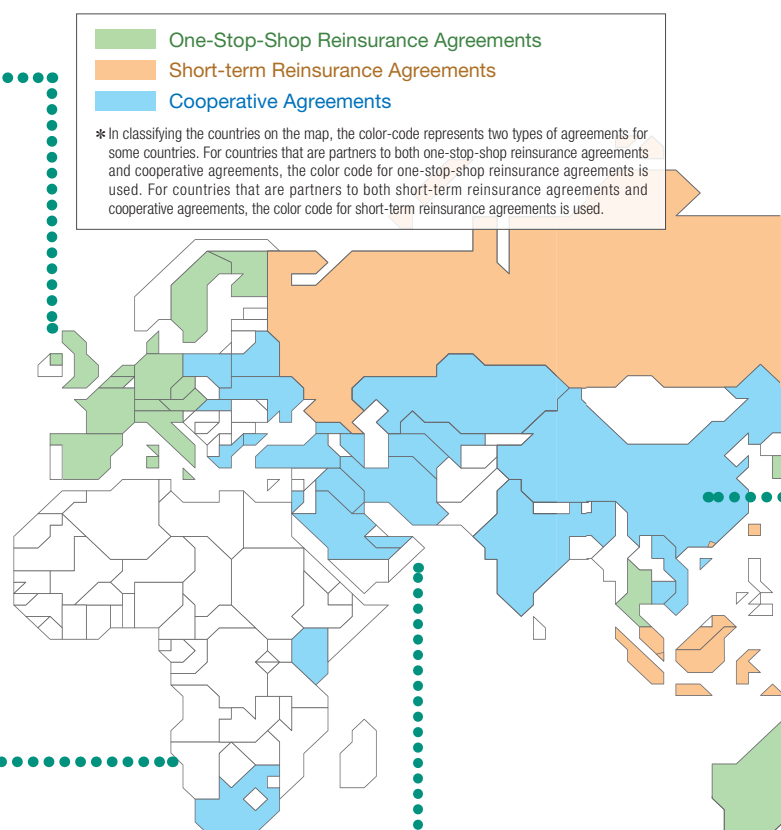 One-Stop-Shop Reinsurance Agreements
Short-term Reinsurance Agreements
Cooperative Agreements
* In classifying the countries on the map, the color-code represents two types of agreements for
some countries. For countries that are partners to both one-stop-shop reinsurance agreements
and cooperative agreements, the color code for one-stop-shop reinsurance agreements is
used. For countries that are partners to both short-term reinsurance agreements and
cooperative agreements, the color code for short-term reinsurance agreements is used.